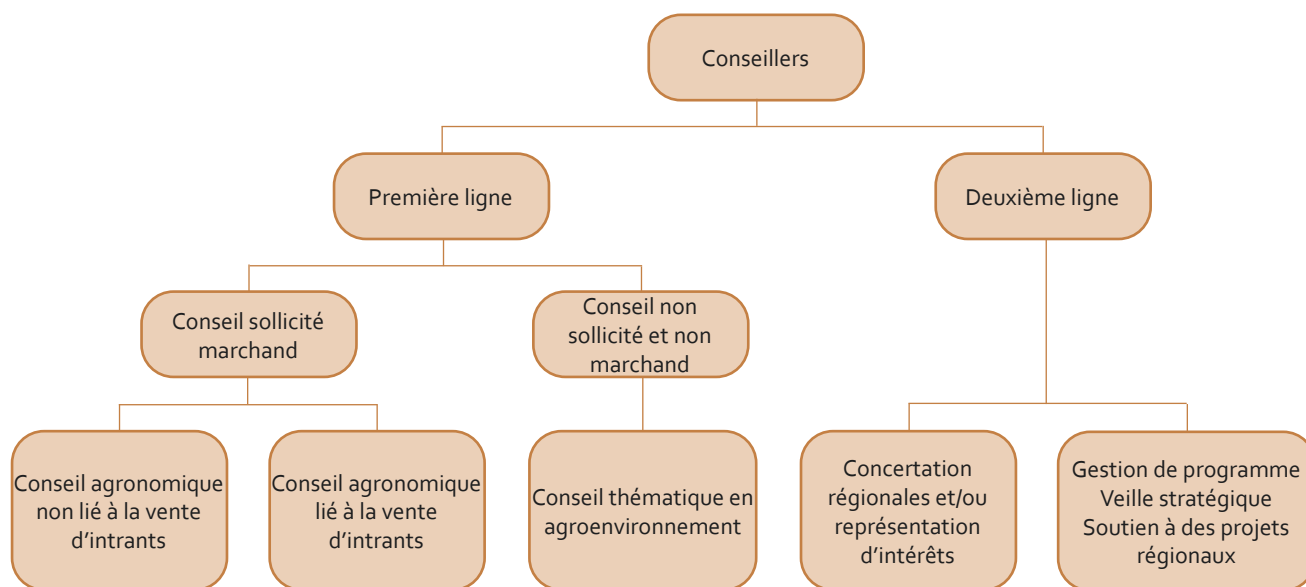 Conseillers
Première ligne
Deuxième ligne
Conseil sollicité
marchand
Conseil non
sollicité et non
marchand
Conseil agronomique
non lié à la vente
d’intrants
Conseil agronomique
lié à la vente
d’intrants
Conseil thématique en
agroenvironnement
Concertation
régionales et/ou
représentation
d’intérêts
Gestion de programme
Veille stratégique
Soutien à des projets
régionaux